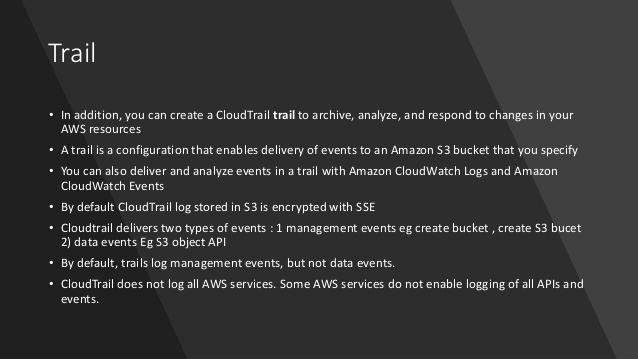 Trail
• In addition, you can create a CloudTrail trail to archive, analyze, and respond to changes in your
AWS resources
• A trail is a configuration that enables delivery of events to an Amazon S3 bucket that you specify
• You can also deliver and analyze events in a trail with Amazon CloudWatch Logs and Amazon
CloudWatch Events
• By default CloudTrail log stored in S3 is encrypted with SSE
• Cloudtrail delivers two types of events : 1 management events eg create bucket , create S3 bucet
2) data events Eg S3 object API
• By default, trails log management events, but not data events.
• CloudTrail does not log all AWS services. Some AWS services do not enable logging of all APIs and
events.